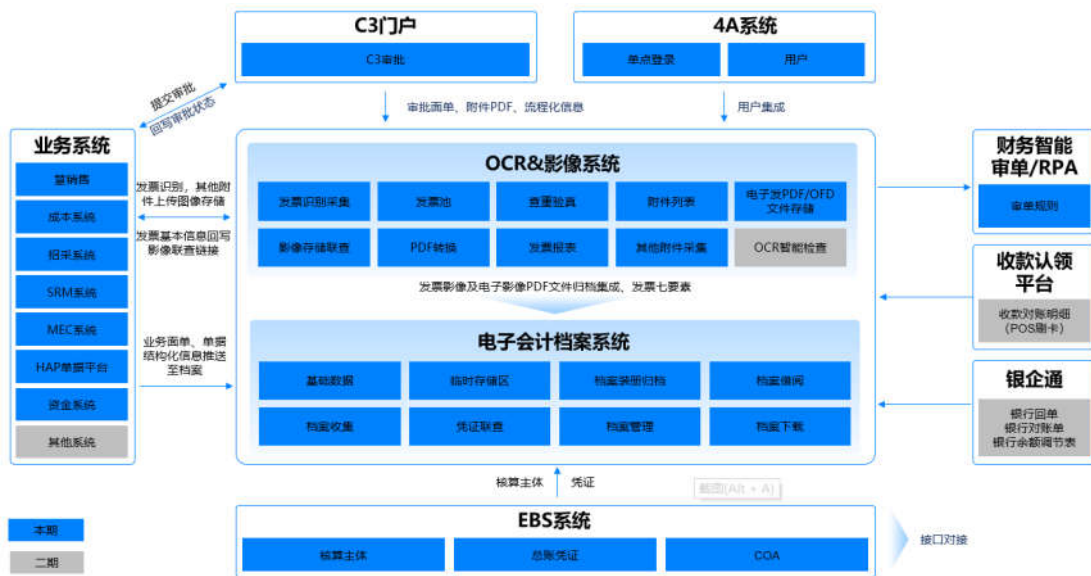 C3门户
C3审批
4A系统
单点登录
用户
提交审批
回写审批状态
审批面单、附件PDF、流程化信息
用户集成
业务系统
慧销售
成本系统
招采系统
SRM系统
MEC系统
HAP单据平台
资金系统
其他系统
发票识别，其他附
件上传图像存储
发票基本信息回写
影像联查链接
业务面单、单据
结构化信息推送
至档案
OCR&影像系统
发票识别采集
发票池
查重验真
附件列表
电子发PDF/OFD
文件存储
影像存储联查
PDF转换
发票报表
其他附件采集
OCR智能检查
发票影像及电子影像PDF文件归档集成、发票七要素
电子会计档案系统
基础数据
临时存储区
档案装册归档
档案借阅
档案收集
凭证联查
档案管理
档案下载
财务智能
审单/RPA
审单规则
收款认领
平台
收款对账明细
（POS刷卡）
银企通
银行回单
银行对账单
银行余额调节表
核算主体
凭证
截图(Alt + A)
EBS系统
核算主体
总账凭证
COA
接口对接
本期
二期